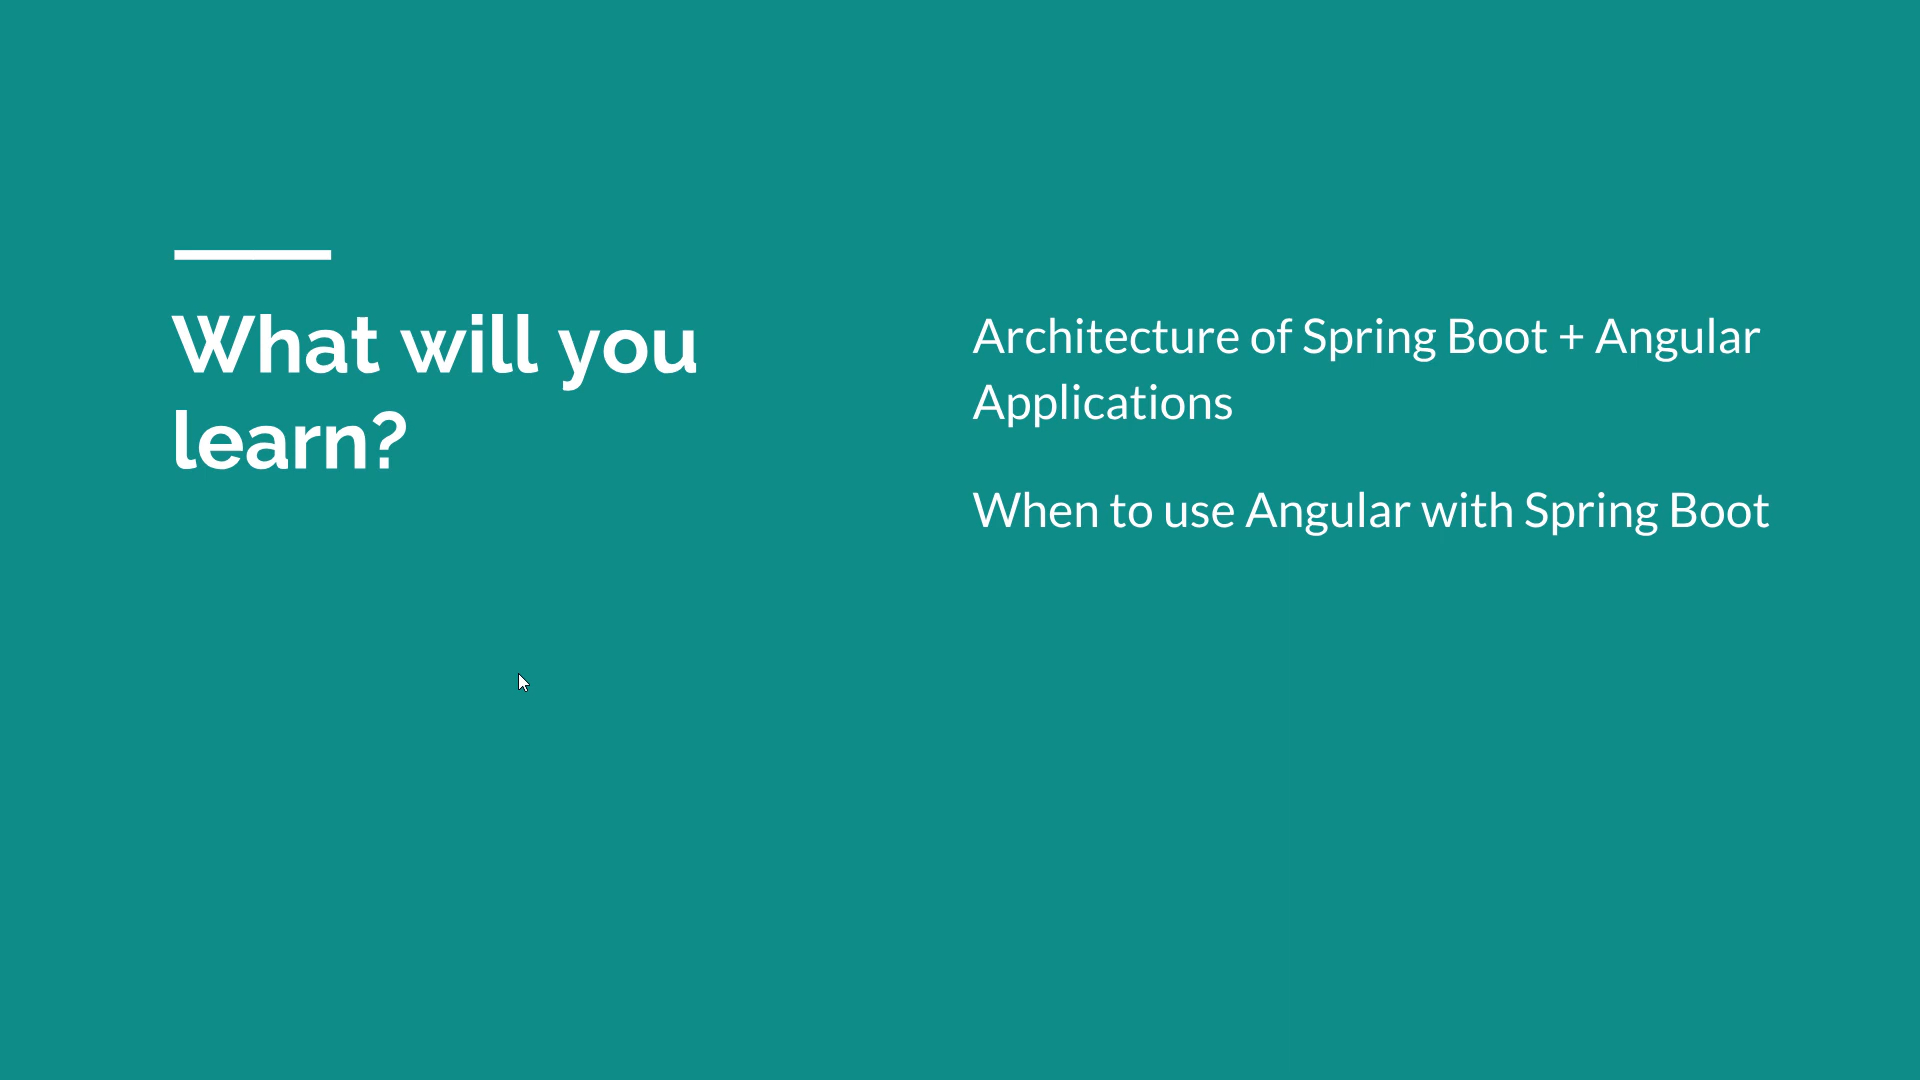 What will you
learn?
Architecture of Spring Boot + Angular
Applications
When to use Angular with Spring Boot